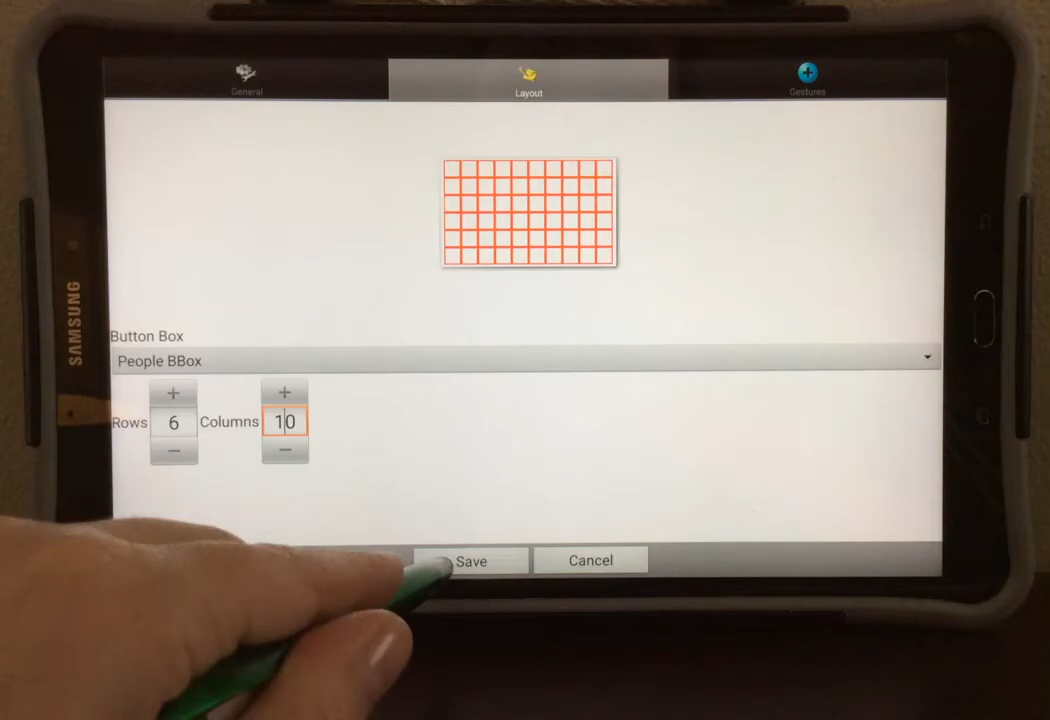 General
Layout
Gestures
SAMSUNG
Button Box
People BBox
+ +
Rows 6 Columns 10
− −
Save Cancel